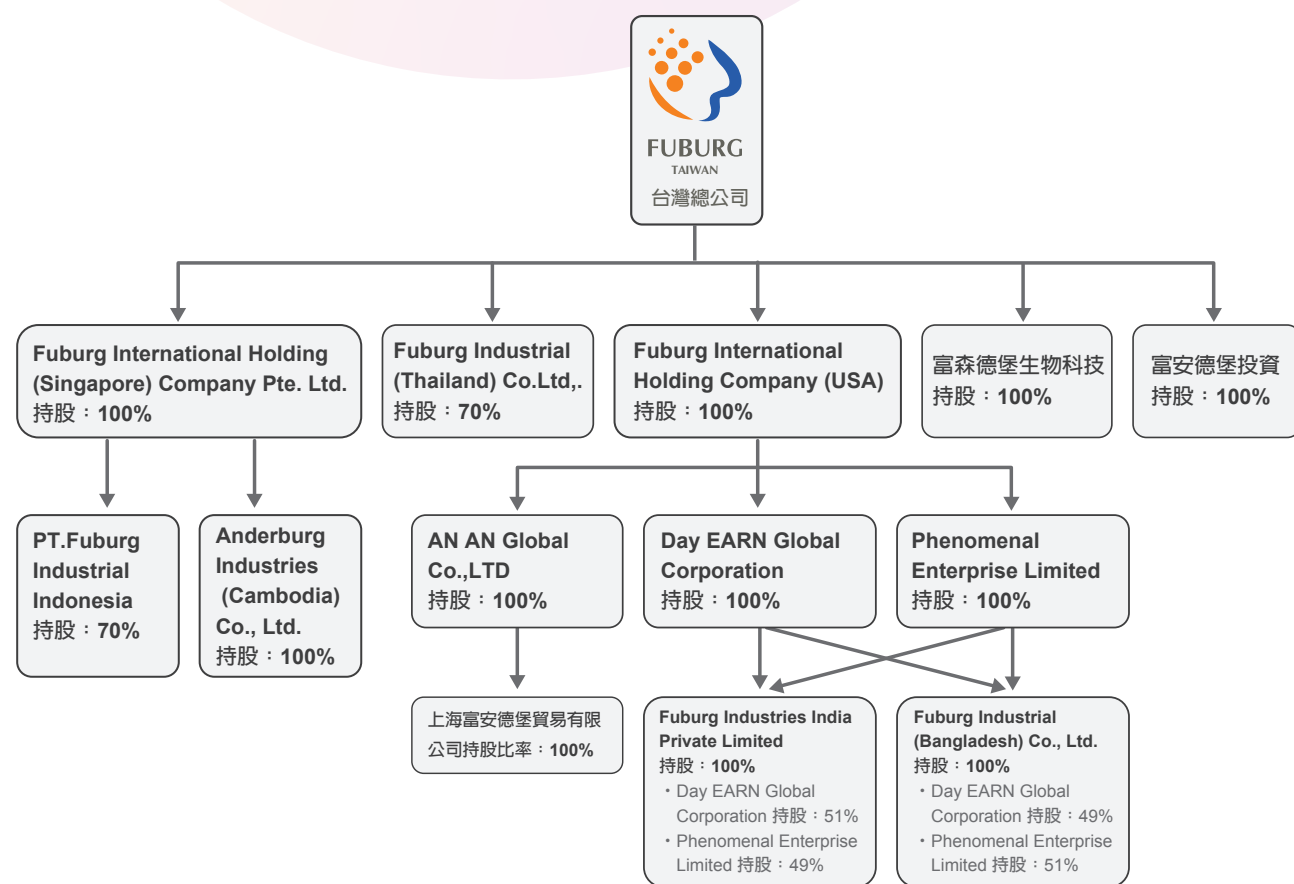 FUBURG
TAIWAN
台灣總公司
Fuburg International Holding
(Singapore) Company Pte. Ltd.
持股：100%
Fuburg Industrial
(Thailand) Co.Ltd,.
持股：70%
Fuburg International
Holding Company (USA)
持股：100%
富森德堡生物科技
持股：100%
富安德堡投資
持股：100%
PT.Fuburg
Industrial
Indonesia
持股：70%
Anderburg
Industries
(Cambodia)
Co., Ltd.
持股：100%
AN AN Global
Co.,LTD
持股：100%
Day EARN Global
Corporation
持股：100%
Phenomenal
Enterprise Limited
持股：100%
上海富安德堡貿易有限
公司持股比率：100%
Fuburg Industries India
Private Limited
持股：100%
・Day EARN Global
Corporation 持股：51%
・Phenomenal Enterprise
Limited 持股：49%
Fuburg Industrial
(Bangladesh) Co., Ltd.
持股：100%
・Day EARN Global
Corporation 持股：49%
・Phenomenal Enterprise
Limited 持股：51%